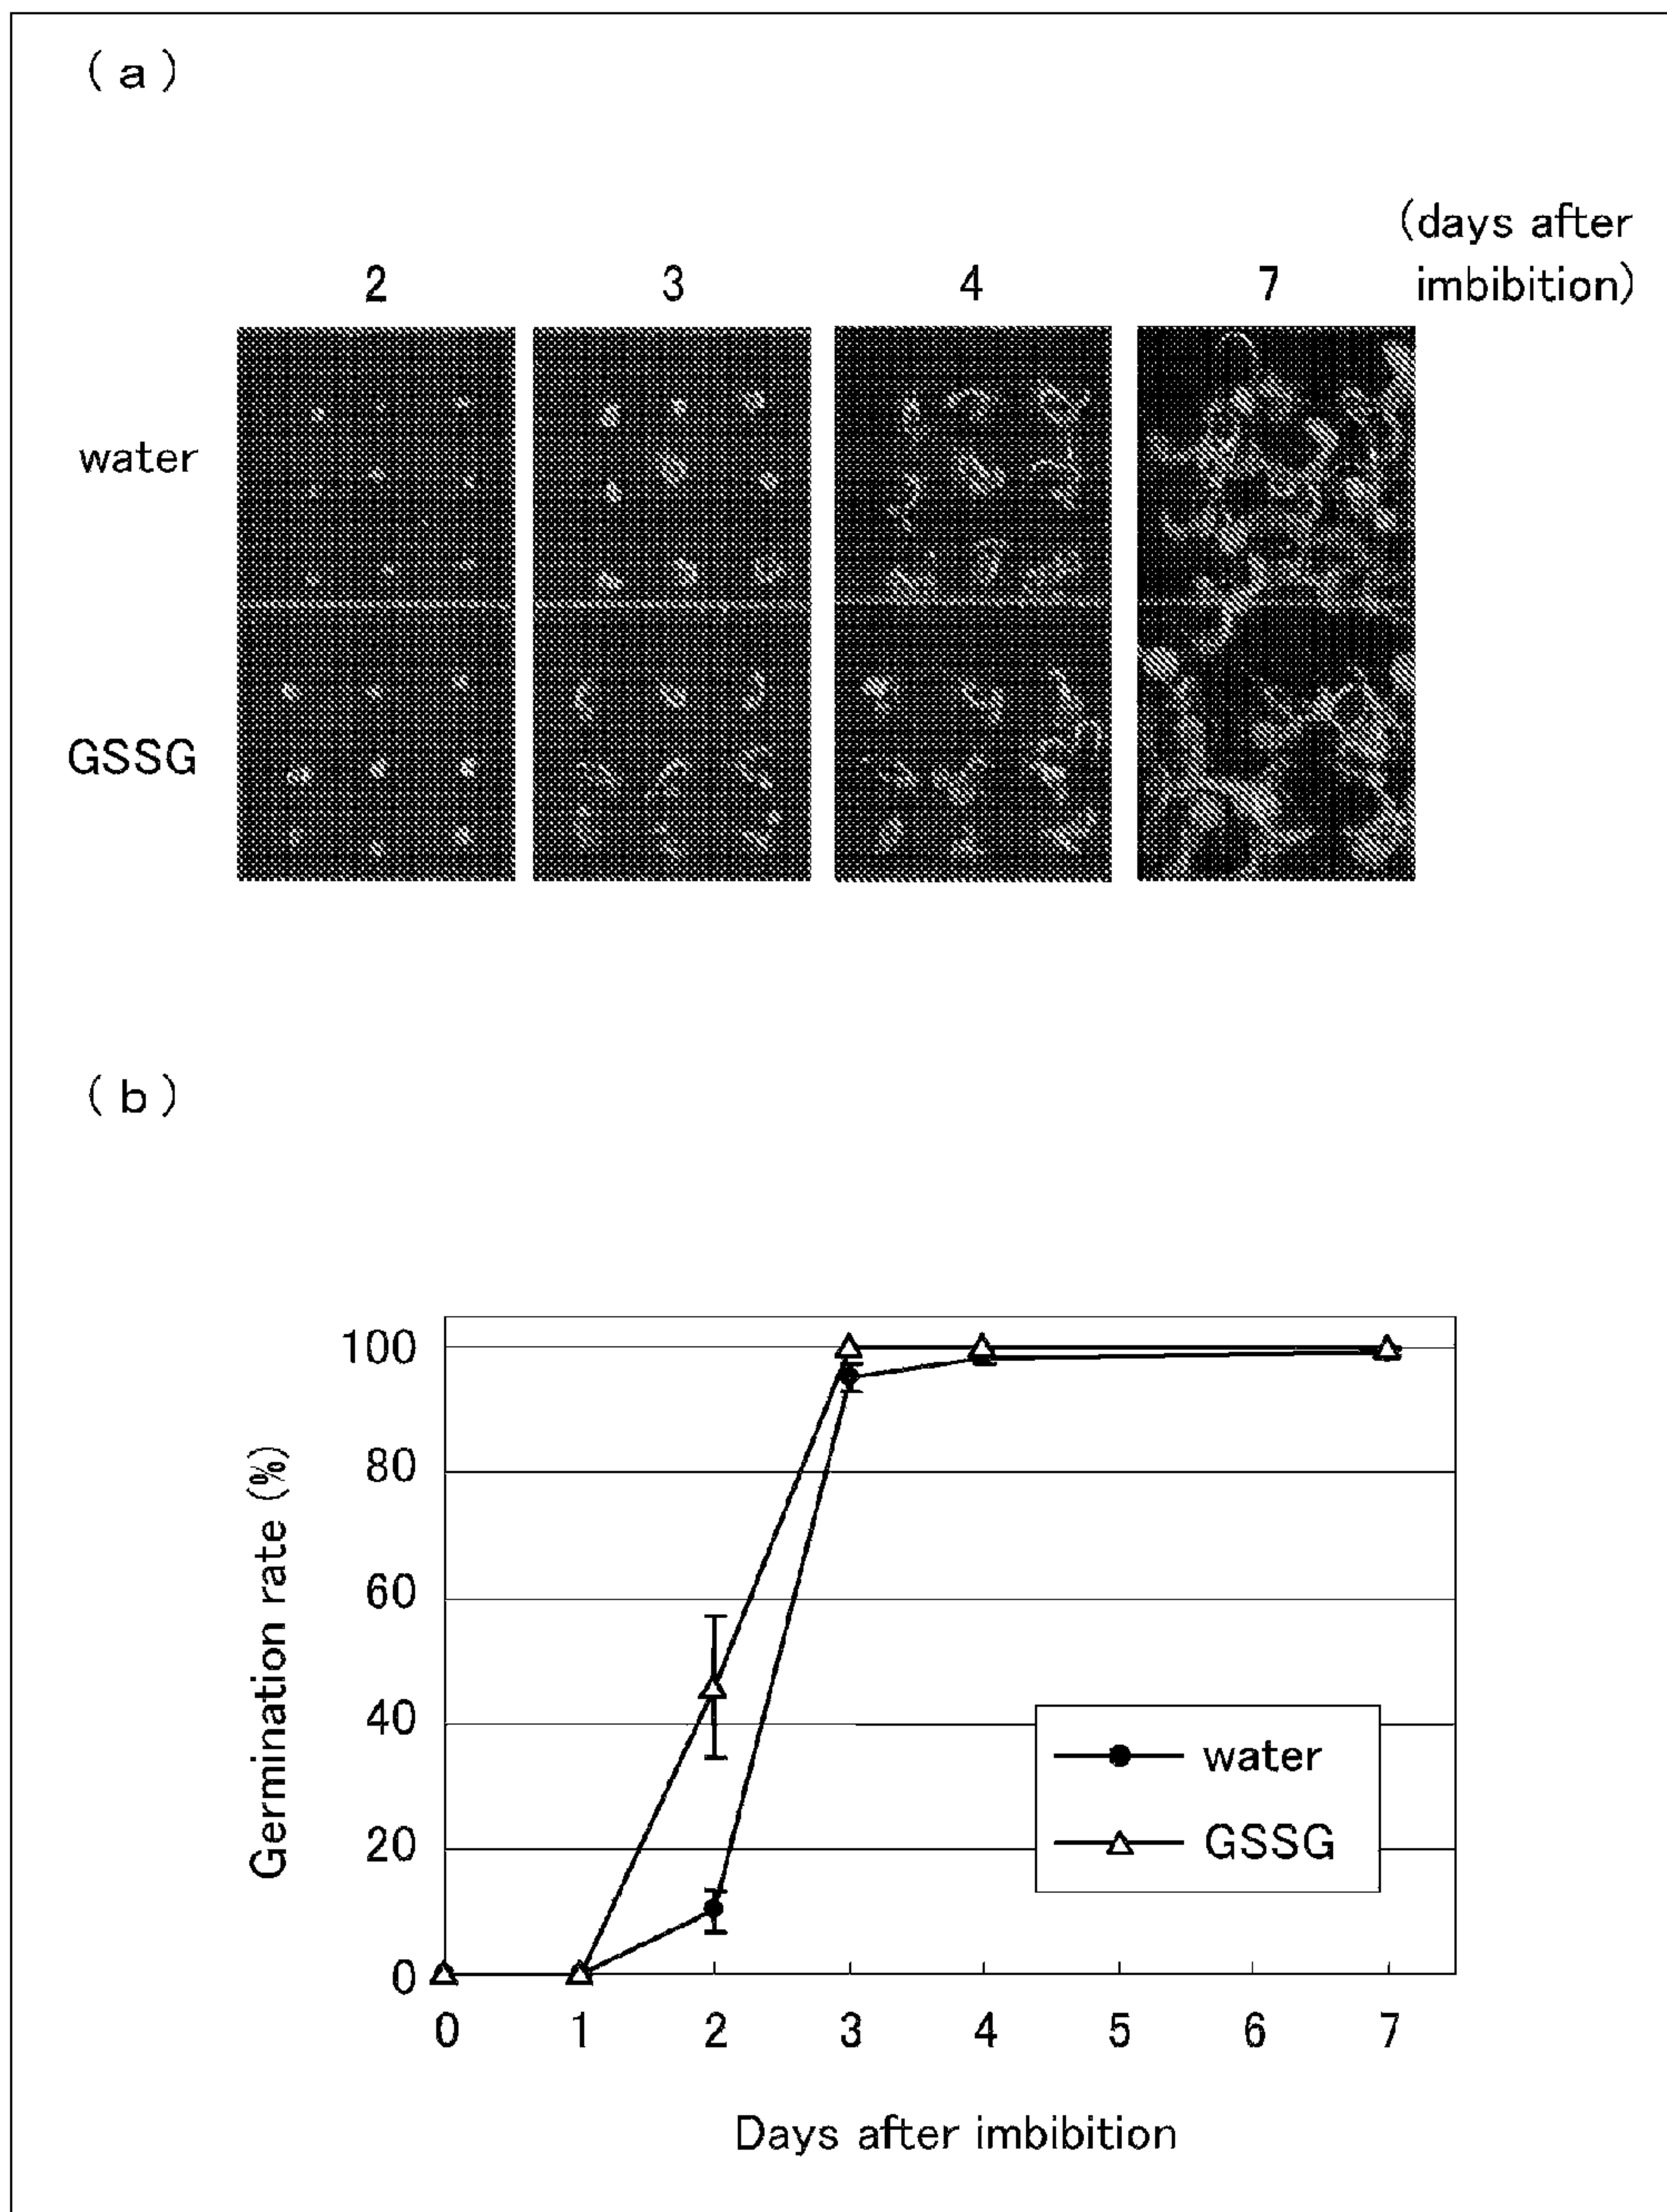 ( a )
(days after
2 3 4 7 imbibition)
water
GSSG
( b )
100
80
60
40
20
0
Germination rate (%)
water
GSSG
0 1 2 3 4 5 6 7
Days after imbibition